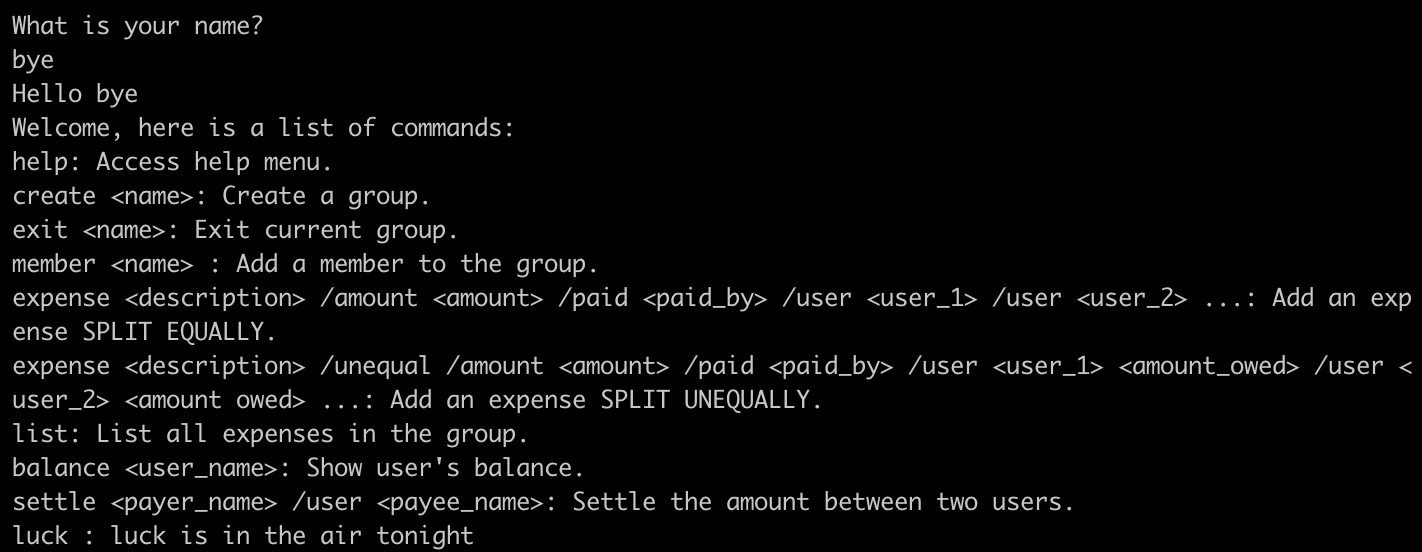 What is your name?
bye
Hello bye
Welcome, here is a list of commands:
help: Access help menu.
create <name>: Create a group.
exit <name>: Exit current group.
member <name> : Add a member to the group.
expense <description> /amount <amount> /paid <paid_by> /user <user_1> /user <user_2> ...: Add an exp
ense SPLIT EQUALLY.
expense <description> /unequal /amount <amount> /paid <paid_by> /user <user_1> <amount_owed> /user <
user_2> <amount owed> ...: Add an expense SPLIT UNEQUALLY.
list: List all expenses in the group.
balance <user_name>: Show user's balance.
settle <payer_name> /user <payee_name>: Settle the amount between two users.
luck : luck is in the air tonight